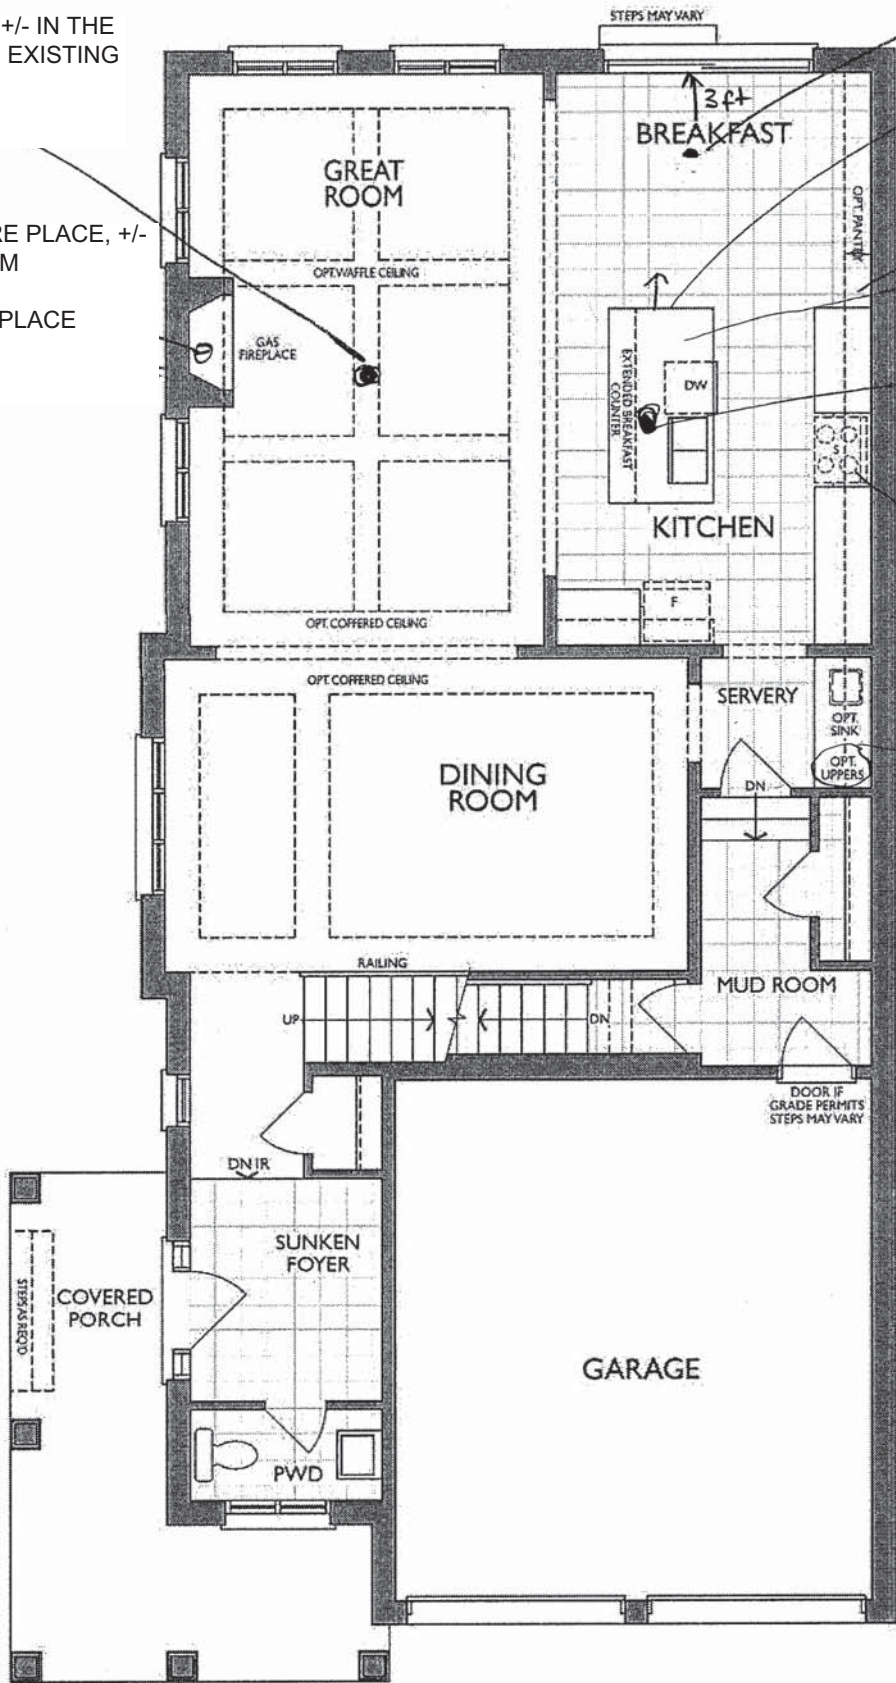 +/- IN THE
EXISTING
RE PLACE, +/-
M
PLACE
STEPS MAY VARY
3ft
BREAKFAST
GREAT
ROOM
OPT. PANTRY
OPT. WAFFLE CEILING
GAS
FIREPLACE
EXTENDED BREAKFAST
COUNTER
DW
S
KITCHEN
F
OPT. COFFERED CEILING
OPT. COFFERED CEILING
SERVERY
OPT.
SINK
OPT.
UPPERS
DINING
ROOM
DN
RAILING
MUD ROOM
UP
DN
DOOR IF
GRADE PERMITS
STEPS MAY VARY
DN IR
SUNKEN
FOYER
STEPS AS REQ'D.
COVERED
PORCH
GARAGE
PWD